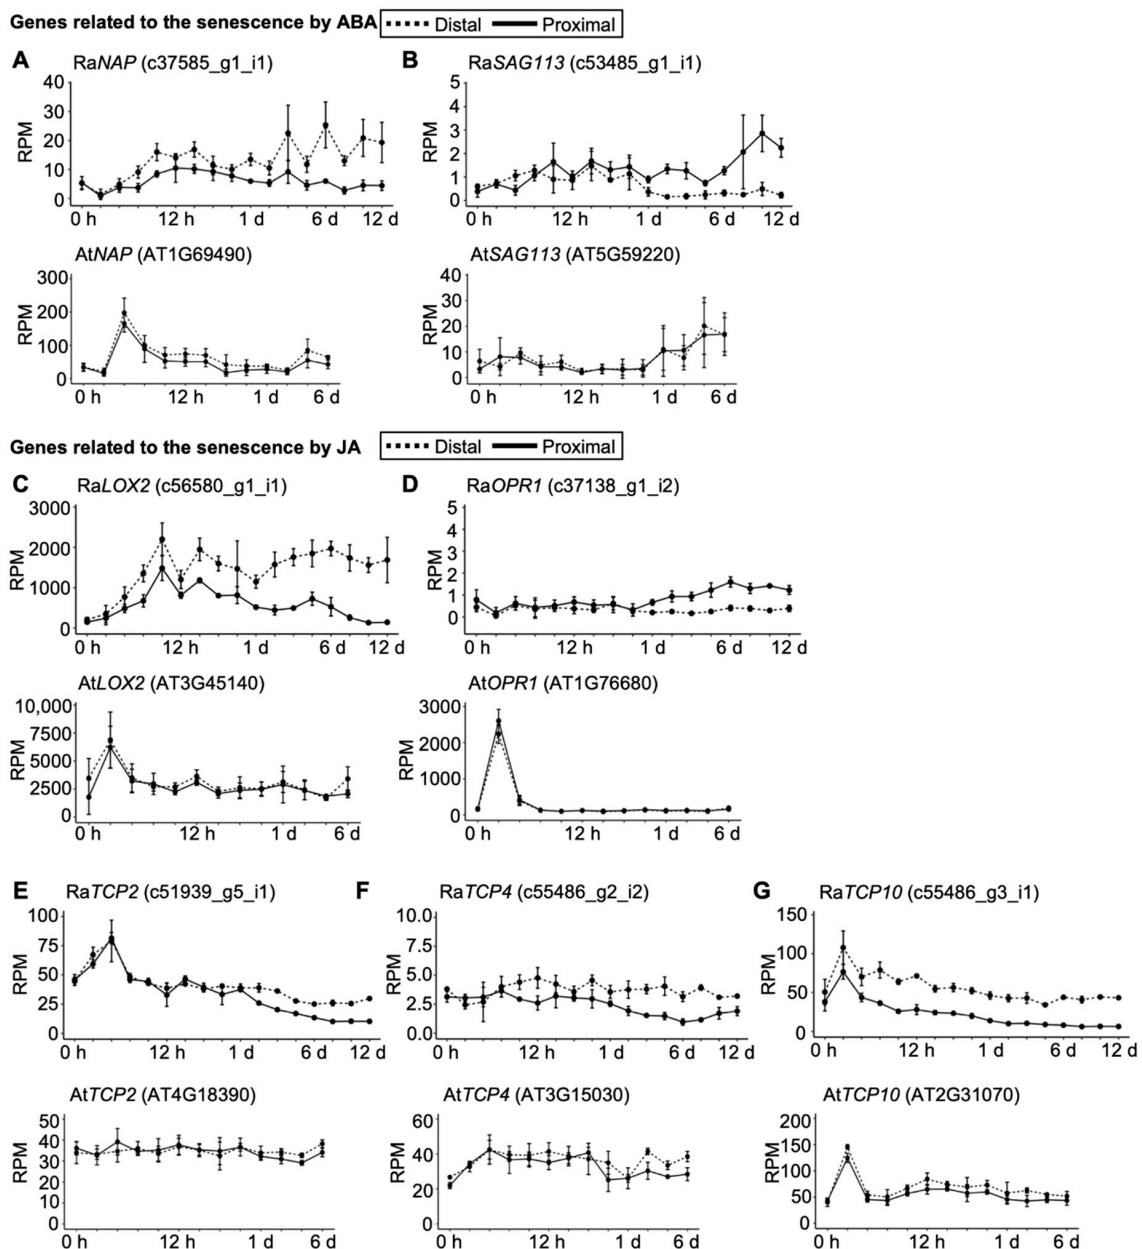 Genes related to the senescence by ABA
Distal Proximal
A RaNAP (c37585_g1_i1)
RPM
40
30
20
10
0
0 h 12 h 1 d 6 d 12 d
B RaSAG113 (c53485_g1_i1)
RPM
5
4
3
2
1
0
0 h 12 h 1 d 6 d 12 d
AtNAP (AT1G69490)
RPM
300
200
100
0
0 h 12 h 1 d 6 d
AtSAG113 (AT5G59220)
RPM
40
30
20
10
0
0 h 12 h 1 d 6 d
Genes related to the senescence by JA
Distal Proximal
C RaLOX2 (c56580_g1_i1)
RPM
3000
2000
1000
0
0 h 12 h 1 d 6 d 12 d
D RaOPR1 (c37138_g1_i2)
RPM
5
4
3
2
1
0
0 h 12 h 1 d 6 d 12 d
AtLOX2 (AT3G45140)
RPM
10,000
7500
5000
2500
0
0 h 12 h 1 d 6 d
AtOPR1 (AT1G76680)
RPM
3000
2000
1000
0
0 h 12 h 1 d 6 d
E RaTCP2 (c51939_g5_i1)
RPM
100
75
50
25
0
0 h 12 h 1 d 6 d 12 d
F RaTCP4 (c55486_g2_i2)
RPM
10.0
7.5
5.0
2.5
0.0
0 h 12 h 1 d 6 d 12 d
G RaTCP10 (c55486_g3_i1)
RPM
150
100
50
0
0 h 12 h 1 d 6 d 12 d
AtTCP2 (AT4G18390)
RPM
50
40
30
20
10
0
0 h 12 h 1 d 6 d
AtTCP4 (AT3G15030)
RPM
60
40
20
0
0 h 12 h 1 d 6 d
AtTCP10 (AT2G31070)
RPM
200
150
100
50
0
0 h 12 h 1 d 6 d